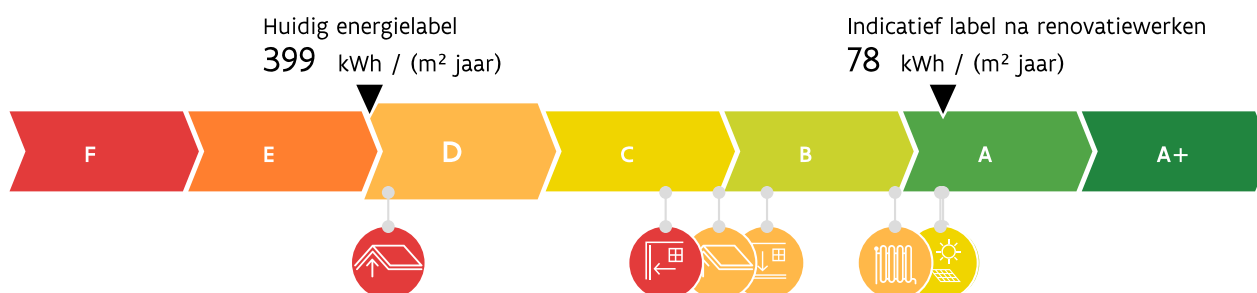 Huidig energielabel
399 kWh / (m² jaar)
Indicatief label na renovatiewerken
78 kWh / (m² jaar)
F E D C B A A+